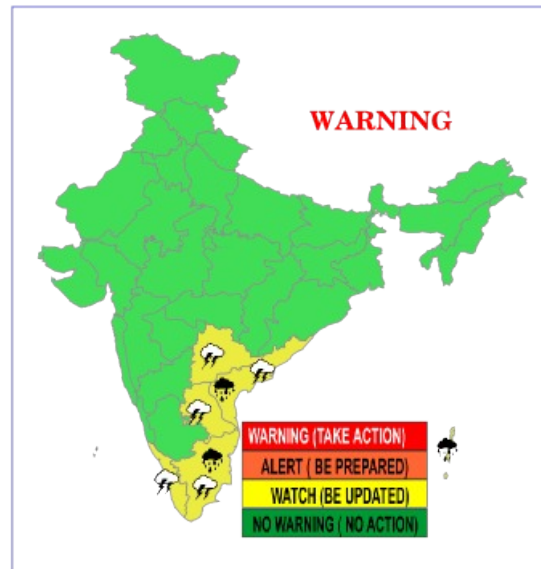 WARNING
WARNING (TAKE ACTION)
ALERT ( BE PREPARED)
WATCH (BE UPDATED)
NO WARNING ( NO ACTION)